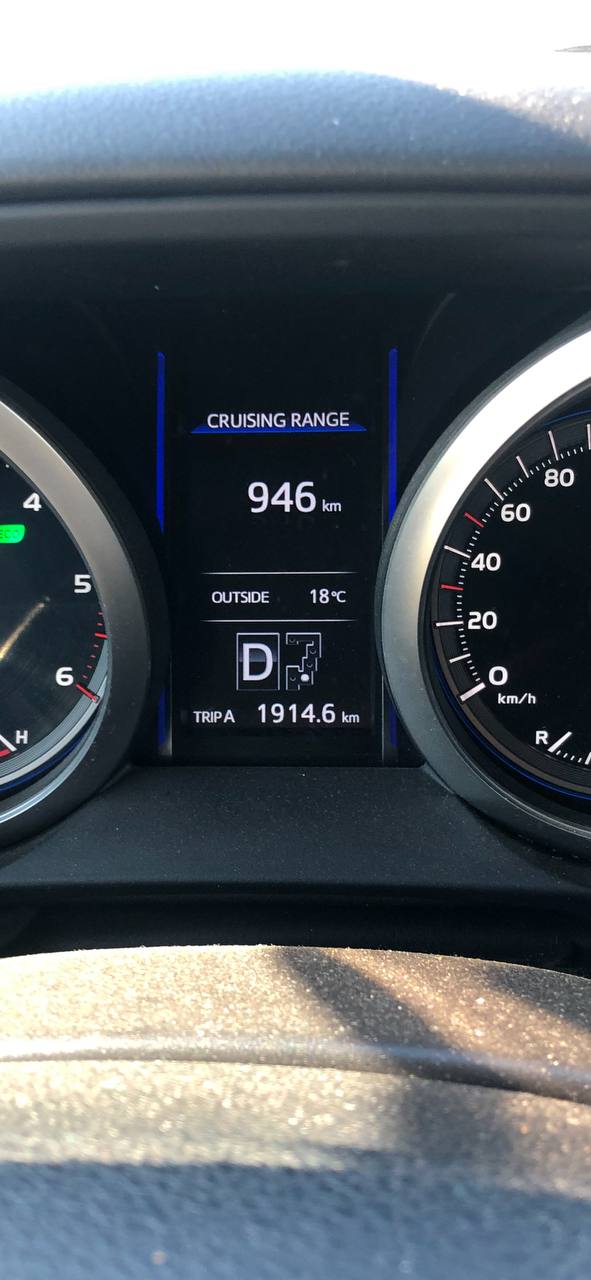 CRUISING RANGE
946 km
OUTSIDE 18°C
D
TRIP A 1914.6 km
4
ECO
5
6
H
80
60
40
20
0
km/h
R